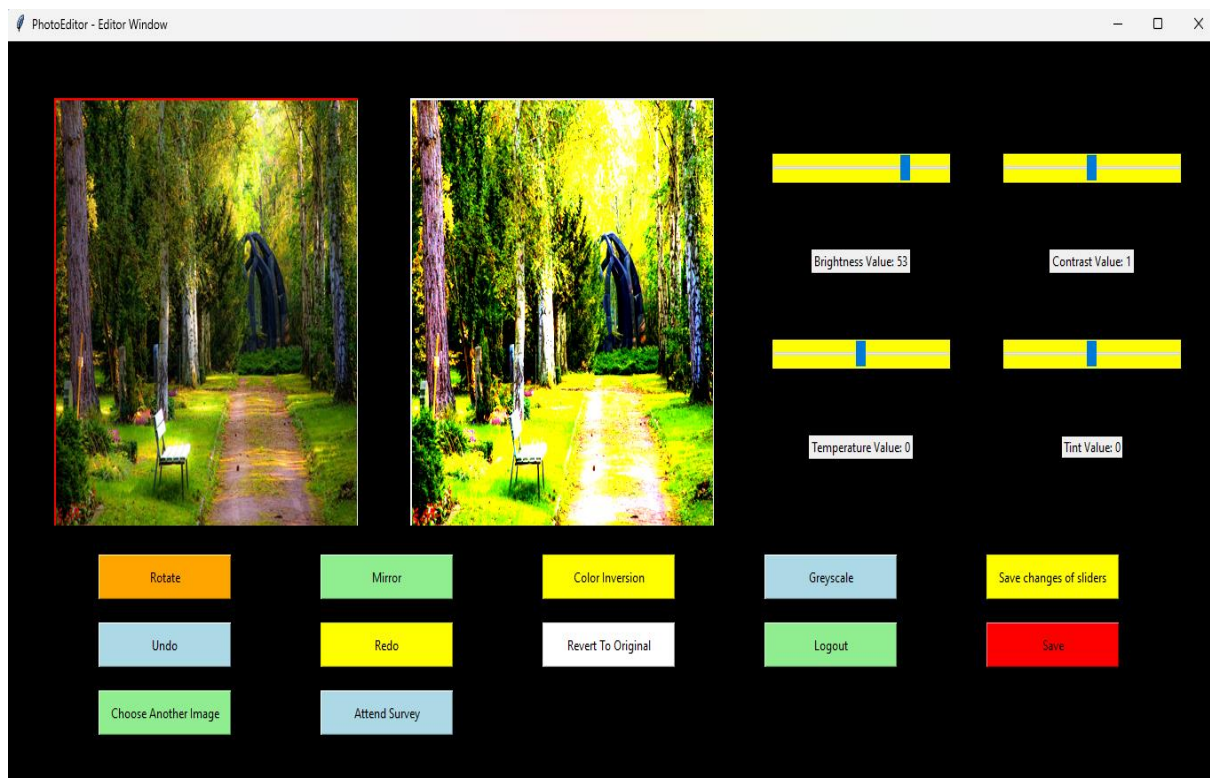 PhotoEditor - Editor Window
Brightness Value: 53
Contrast Value: 1
Temperature Value: 0
Tint Value: 0
Rotate
Mirror
Color Inversion
Greyscale
Save changes of sliders
Undo
Redo
Revert To Original
Logout
Save
Choose Another Image
Attend Survey